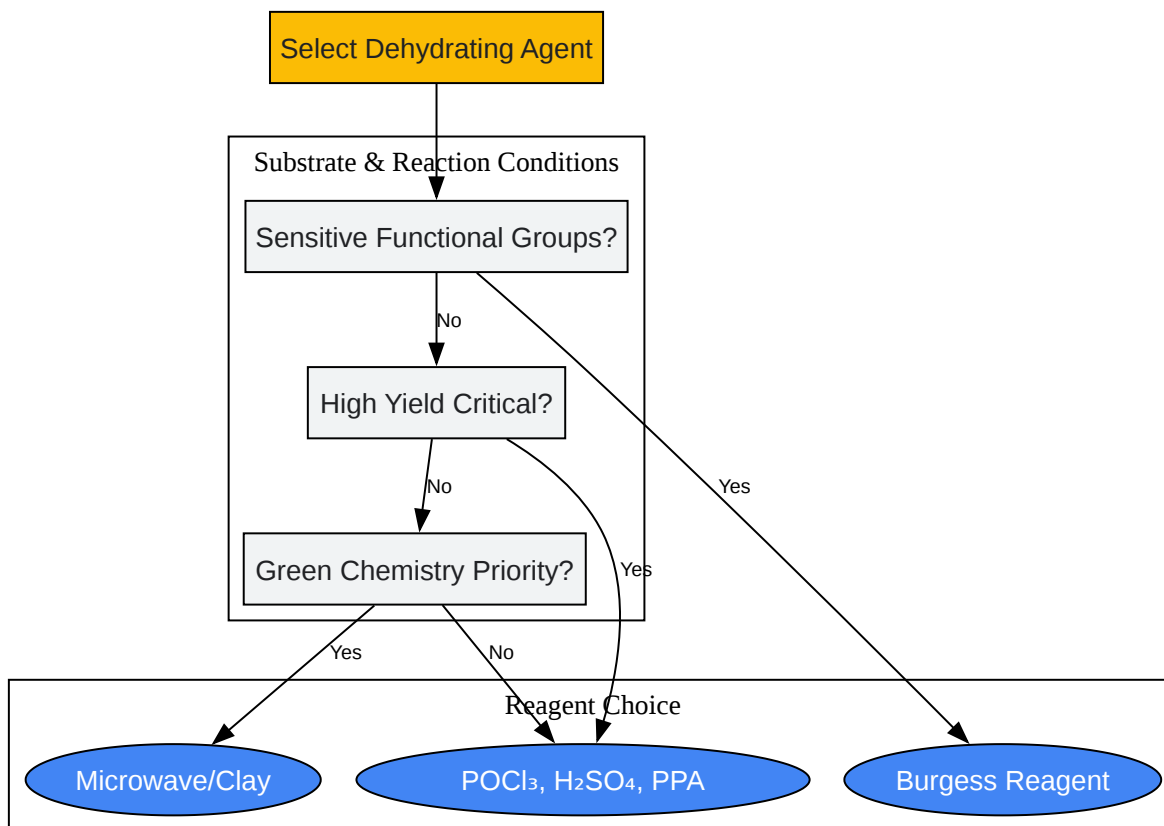 Select Dehydrating Agent
Substrate & Reaction Conditions
Sensitive Functional Groups?
No
High Yield Critical?
No
Yes
Green Chemistry Priority?
Yes
Yes
No
Reagent Choice
Microwave/Clay
POCl₃, H₂SO₄, PPA
Burgess Reagent